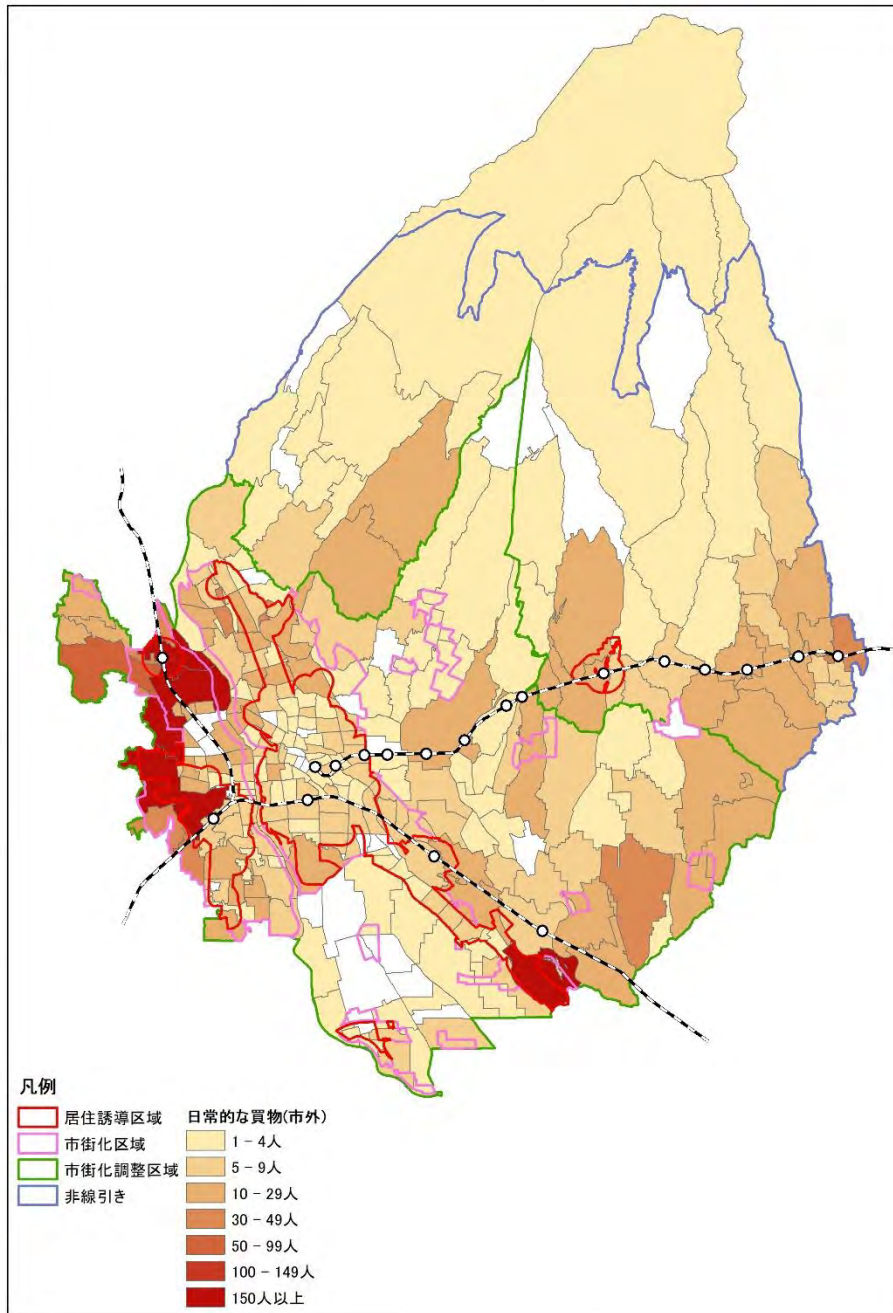 凡例
居住誘導区域
市街化区域
市街化調整区域
非線引き
日常的な買物(市外)
1 - 4人
5 - 9人
10 - 29人
30 - 49人
50 - 99人
100 - 149人
150人以上